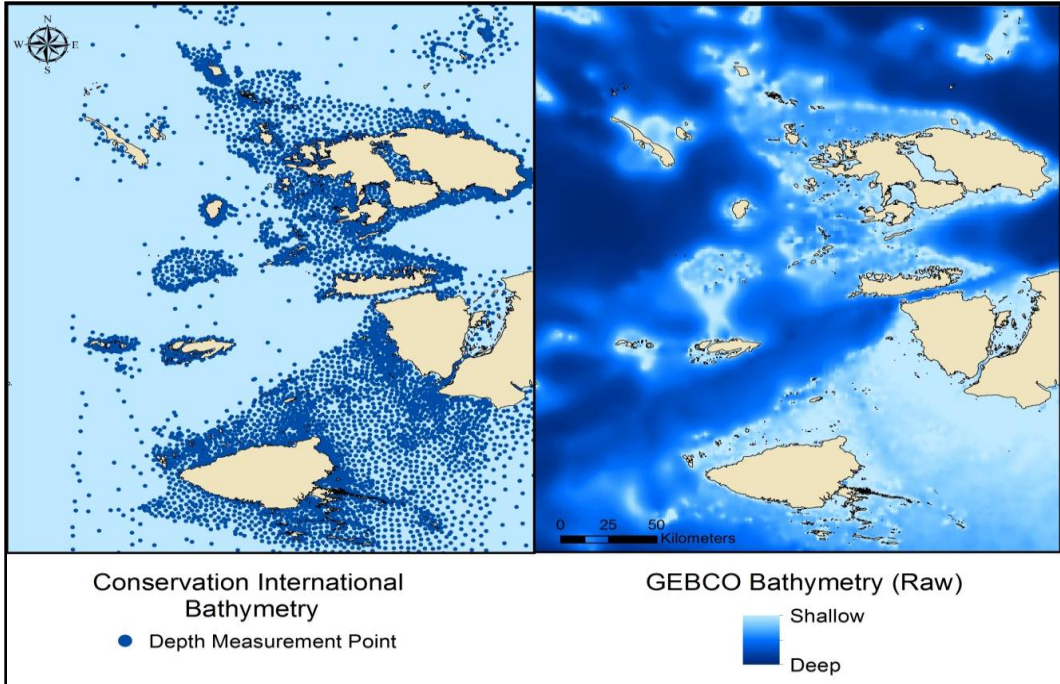 N
W E
S
0 25 50
Kilometers
Conservation International
Bathymetry
Depth Measurement Point
GEBCO Bathymetry (Raw)
Shallow
Deep